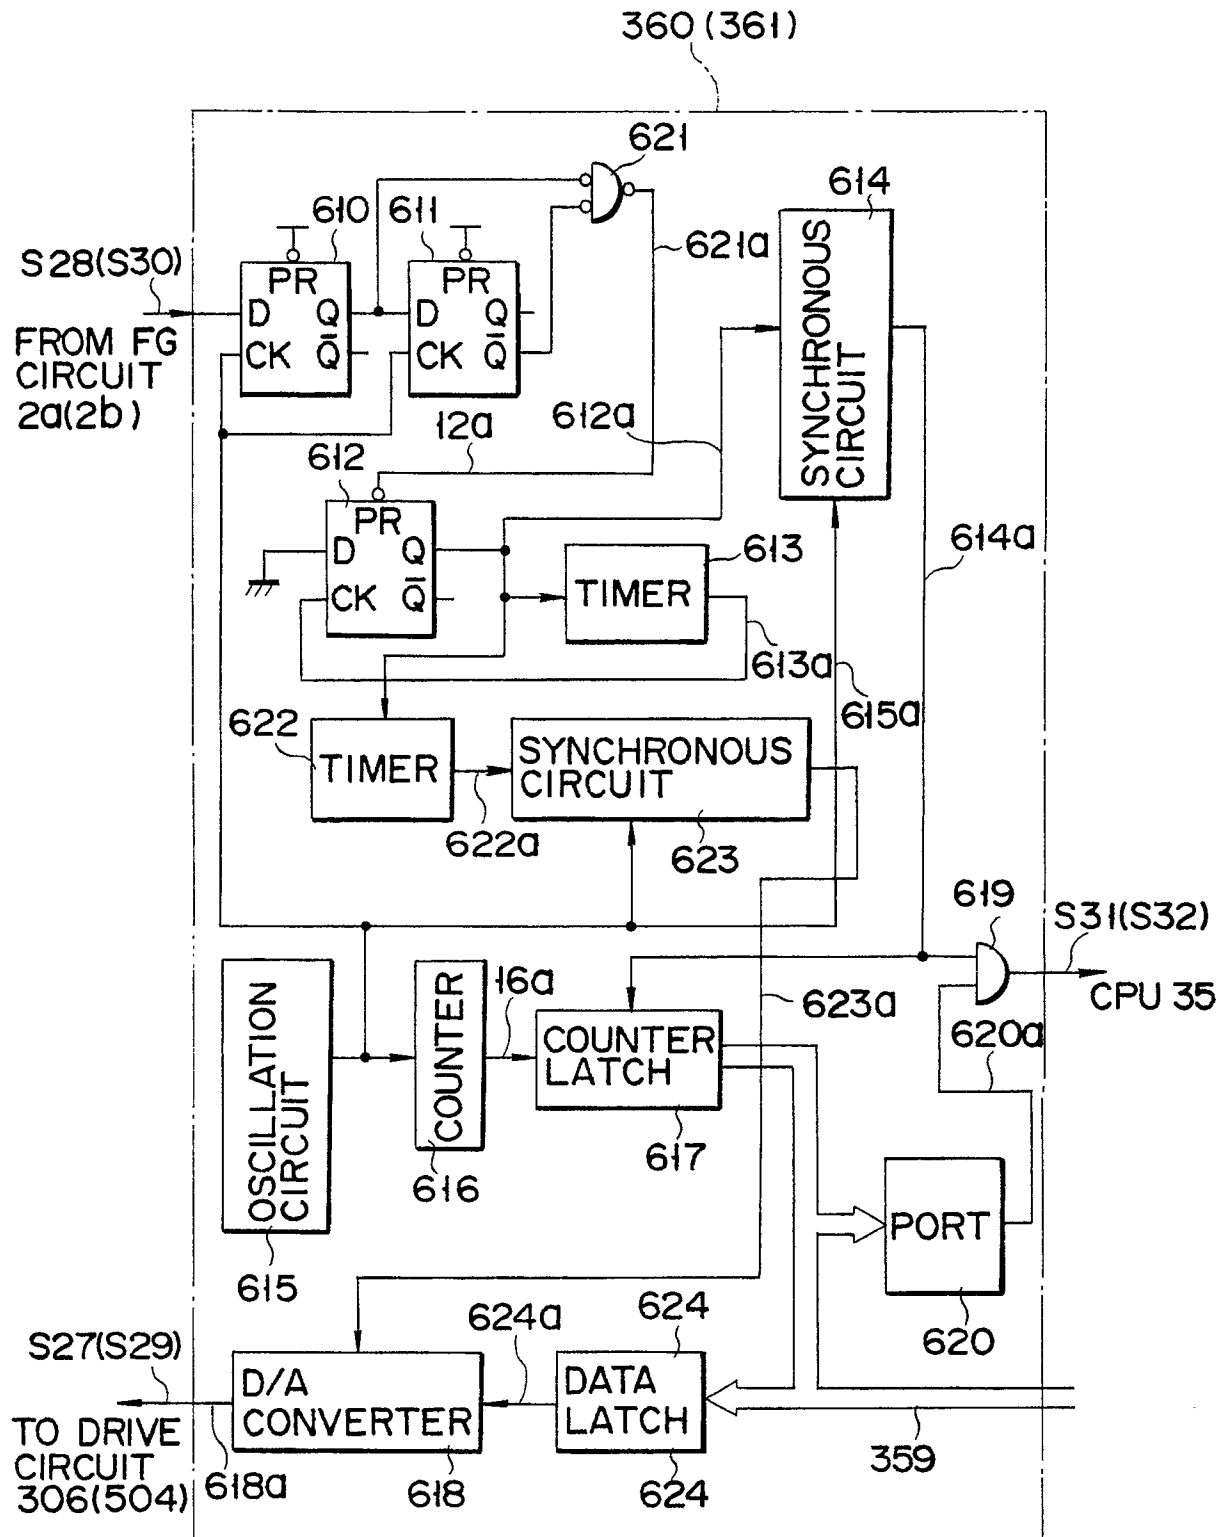 360 (361)
621
614
610
611
S28(S30)
PR
PR
621a
D
Q
D
Q
FROM FG
CIRCUIT
2a(2b)
CK
Q̄
CK
Q̄
SYNCHRONOUS
CIRCUIT
12a
612a
612
PR
D
Q
CK
Q̄
613
TIMER
614a
613a
615a
622
TIMER
SYNCHRONOUS
CIRCUIT
622a
623
619
S31(S32)
CPU 35
OSCILLATION
CIRCUIT
COUNTER
16a
623a
COUNTER
LATCH
620a
617
616
PORT
615
620
624
624a
S27(S29)
D/A
CONVERTER
DATA
LATCH
TO DRIVE
CIRCUIT
306(504)
618a
618
624
359